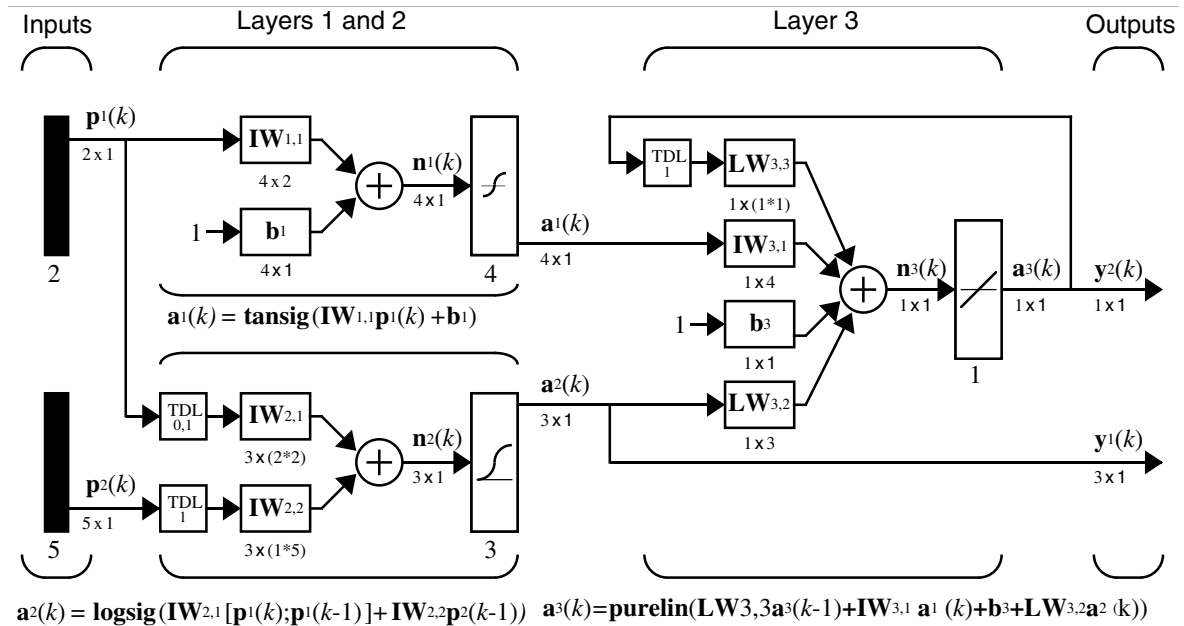 Inputs
Layers 1 and 2
Layer 3
Outputs
p1(k)
2 x 1
2
IW1,1
4 x 2
1
b1
4 x 1
n1(k)
4 x 1
4
a1(k) = tansig(IW1,1p1(k) +b1)
a1(k)
4 x 1
p2(k)
5 x 1
5
TDL
0,1
IW2,1
3 x (2*2)
TDL
1
IW2,2
3 x (1*5)
n2(k)
3 x 1
3
a2(k)
3 x 1
TDL
1
LW3,3
1 x (1*1)
IW3,1
1 x 4
1
b3
1 x 1
LW3,2
1 x 3
n3(k)
1 x 1
1
a3(k)
1 x 1
y2(k)
1 x 1
y1(k)
3 x 1
a2(k) = logsig(IW2,1[p1(k);p1(k-1)]+ IW2,2p2(k-1))
a3(k)=purelin(LW3,3a3(k-1)+IW3,1 a1 (k)+b3+LW3,2a2 (k))